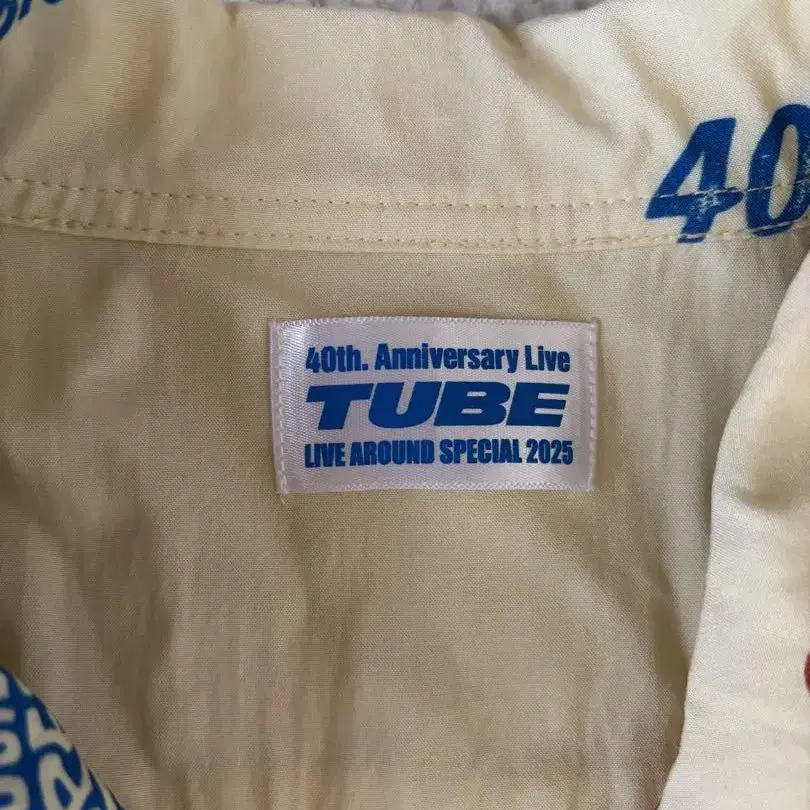 40
40th. Anniversary Live
TUBE
LIVE AROUND SPECIAL 2025